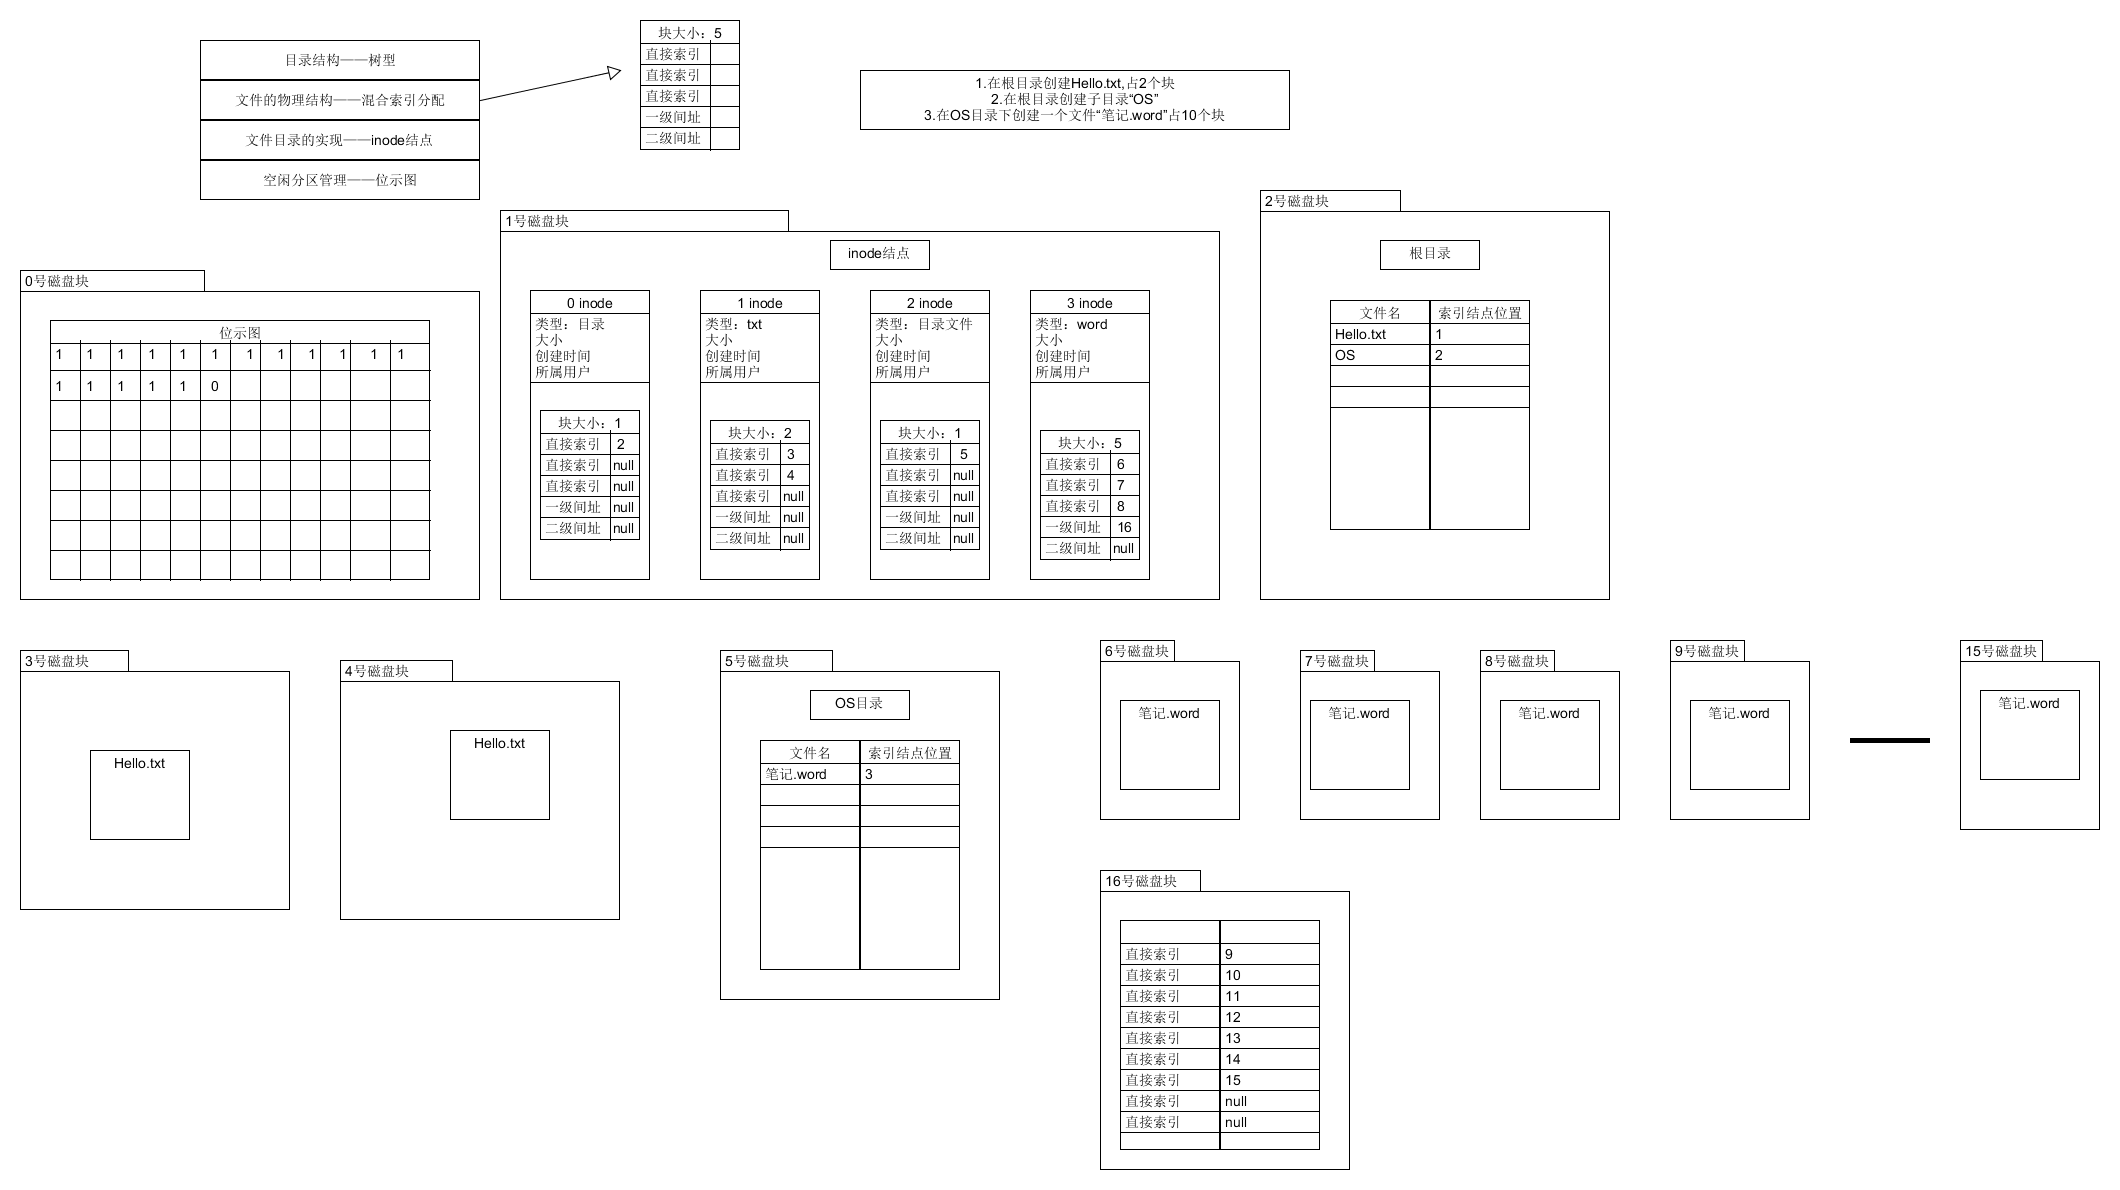 目录结构——树型
文件的物理结构——混合索引分配
文件目录的实现——inode结点
空闲分区管理——位示图
块大小：5
直接索引
直接索引
直接索引
一级间址
二级间址
1.在根目录创建Hello.txt,占2个块
2.在根目录创建子目录“OS”
3.在OS目录下创建一个文件“笔记.word”占10个块
0号磁盘块
位示图
1 1 1 1 1 1 1 1 1 1 1 1
1 1 1 1 1 0
1号磁盘块
inode结点
0 inode
类型：目录
大小
创建时间
所属用户
块大小：1
直接索引 2
直接索引 null
直接索引 null
一级间址 null
二级间址 null
1 inode
类型：txt
大小
创建时间
所属用户
块大小：2
直接索引 3
直接索引 4
直接索引 null
一级间址 null
二级间址 null
2 inode
类型：目录文件
大小
创建时间
所属用户
块大小：1
直接索引 5
直接索引 null
直接索引 null
一级间址 null
二级间址 null
3 inode
类型：word
大小
创建时间
所属用户
块大小：5
直接索引 6
直接索引 7
直接索引 8
一级间址 16
二级间址 null
2号磁盘块
根目录
文件名 索引结点位置
Hello.txt 1
OS 2
3号磁盘块
Hello.txt
4号磁盘块
Hello.txt
5号磁盘块
OS目录
文件名 索引结点位置
笔记.word 3
6号磁盘块
笔记.word
7号磁盘块
笔记.word
8号磁盘块
笔记.word
9号磁盘块
笔记.word
15号磁盘块
笔记.word
16号磁盘块
直接索引 9
直接索引 10
直接索引 11
直接索引 12
直接索引 13
直接索引 14
直接索引 15
直接索引 null
直接索引 null